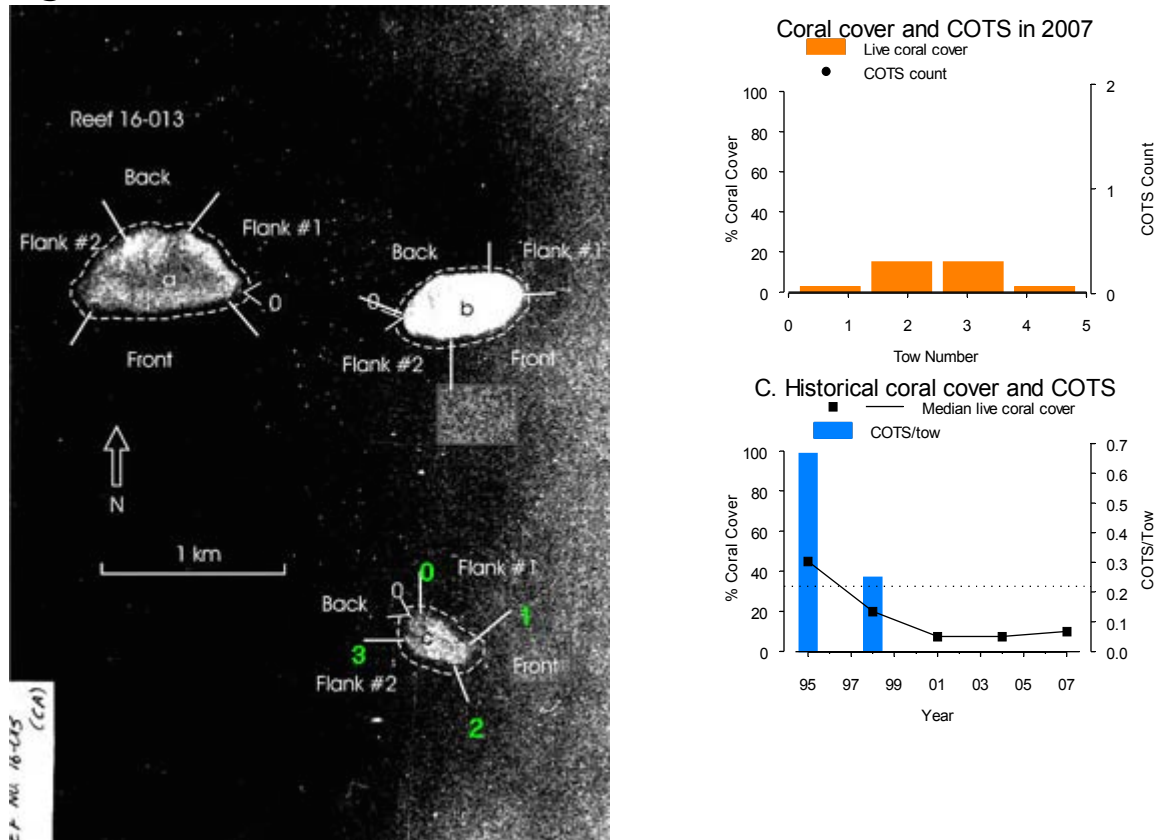 Reef 16-013
Back
Flank #2
Flank #1
a
0
Front
Back
Flank #1
0
b
Flank #2
Front
N
1 km
0
Flank #1
0
Back
1
c
3
Front
Flank #2
2
(CA)
Coral cover and COTS in 2007
Live coral cover
COTS count
100
80
60
40
20
0
% Coral Cover
2
1
0
COTS Count
0 1 2 3 4 5
Tow Number
C. Historical coral cover and COTS
Median live coral cover
COTS/tow
100
80
60
40
20
0
% Coral Cover
0.7
0.6
0.5
0.4
0.3
0.2
0.1
0.0
COTS/Tow
95 97 99 01 03 05 07
Year